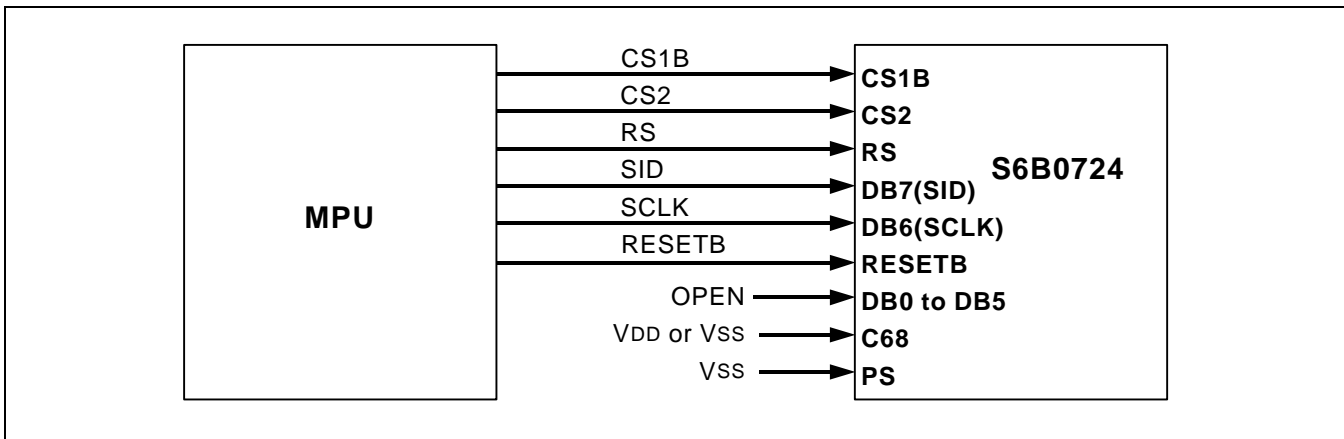 MPU
CS1B
CS2
RS
SID
SCLK
RESETB
OPEN
VDD or VSS
VSS
CS1B
CS2
RS
DB7(SID)
DB6(SCLK)
RESETB
DB0 to DB5
C68
PS
S6B0724